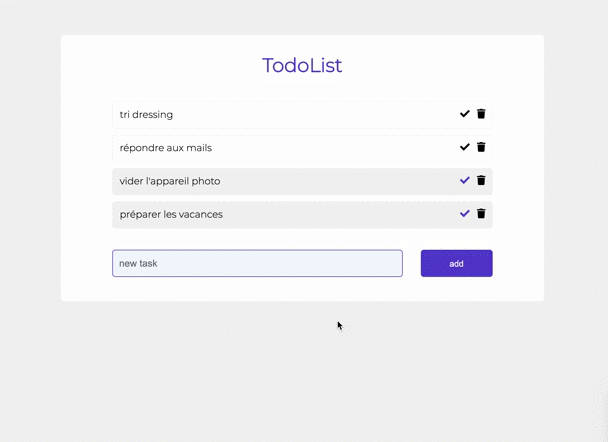 TodoList
tri dressing
répondre aux mails
vider l'appareil photo
préparer les vacances
new task
add